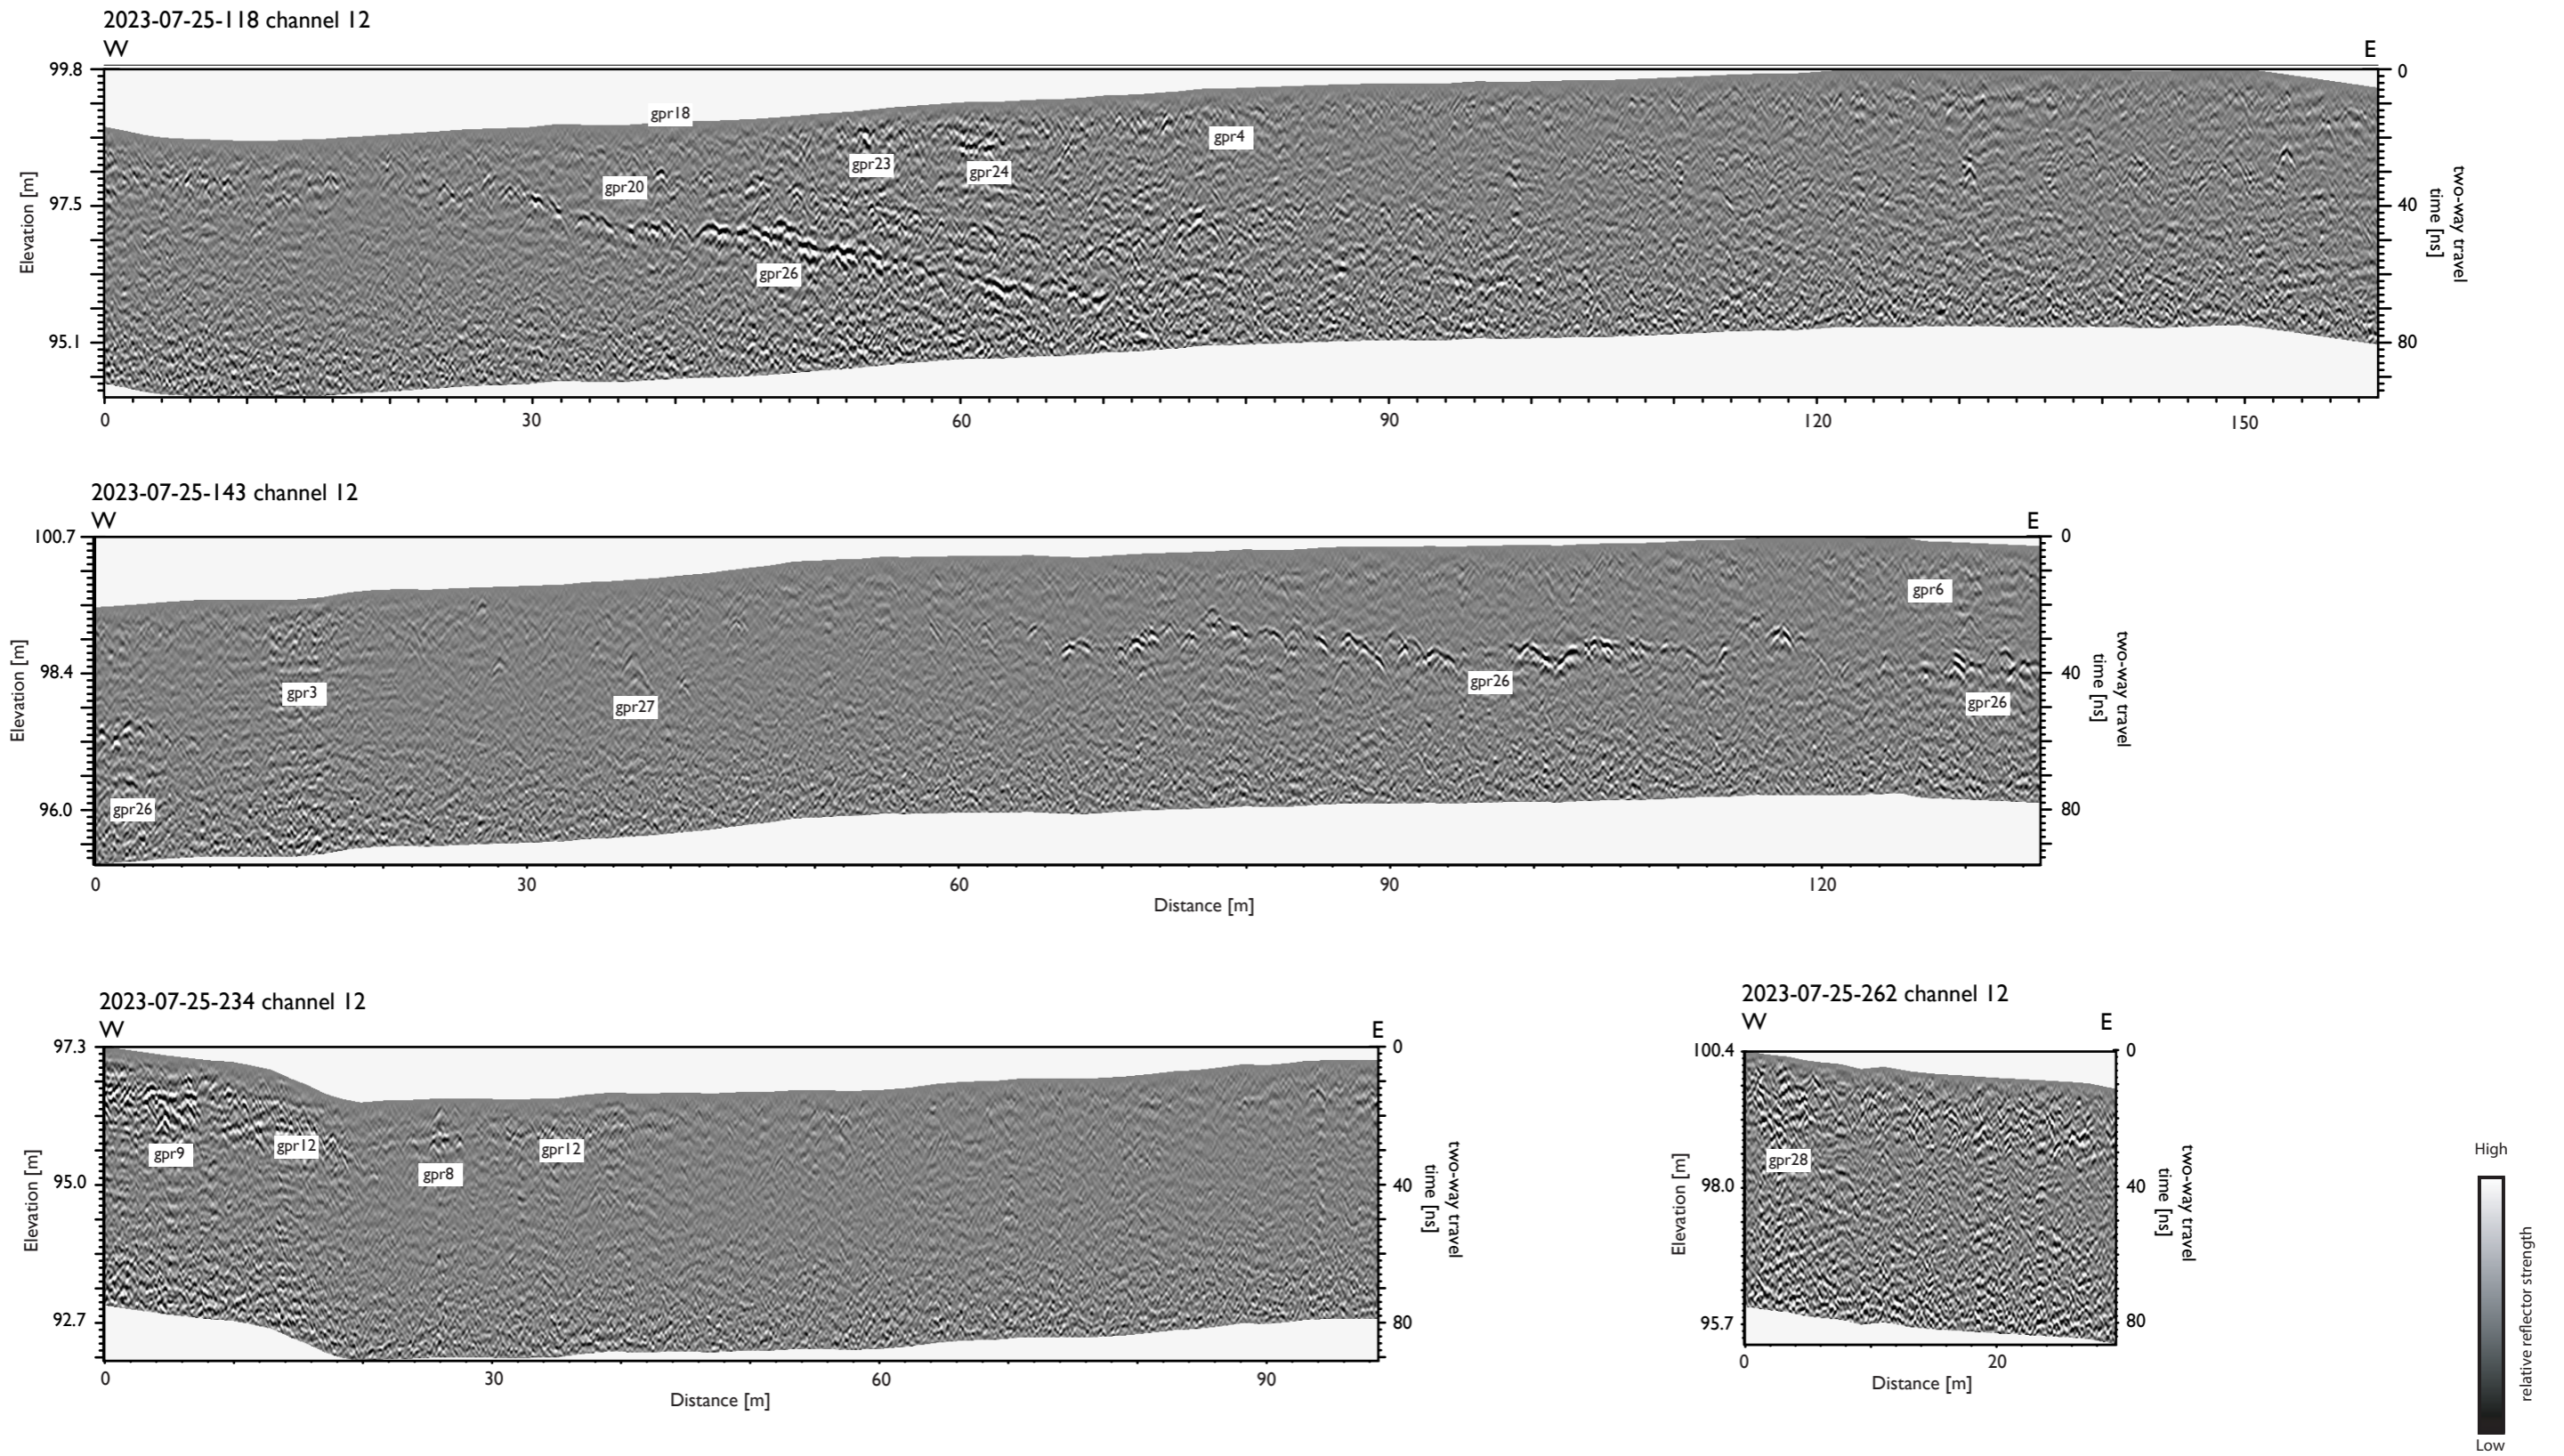 2023-07-25-118 channel 12
W
E
99.8
97.5
95.1
Elevation [m]
gpr18
gpr20
gpr23
gpr24
gpr4
gpr26
0
40
80
two-way travel
time [ns]
0
30
60
90
120
150
2023-07-25-143 channel 12
W
E
100.7
98.4
96.0
Elevation [m]
gpr6
gpr3
gpr27
gpr26
gpr26
gpr26
0
40
80
two-way travel
time [ns]
0
30
60
90
120
Distance [m]
2023-07-25-234 channel 12
W
E
97.3
95.0
92.7
Elevation [m]
gpr9
gpr12
gpr8
gpr12
0
40
80
two-way travel
time [ns]
0
30
60
90
Distance [m]
2023-07-25-262 channel 12
W
E
100.4
98.0
95.7
Elevation [m]
gpr28
0
40
80
two-way travel
time [ns]
0
20
Distance [m]
High
relative reflector strength
Low